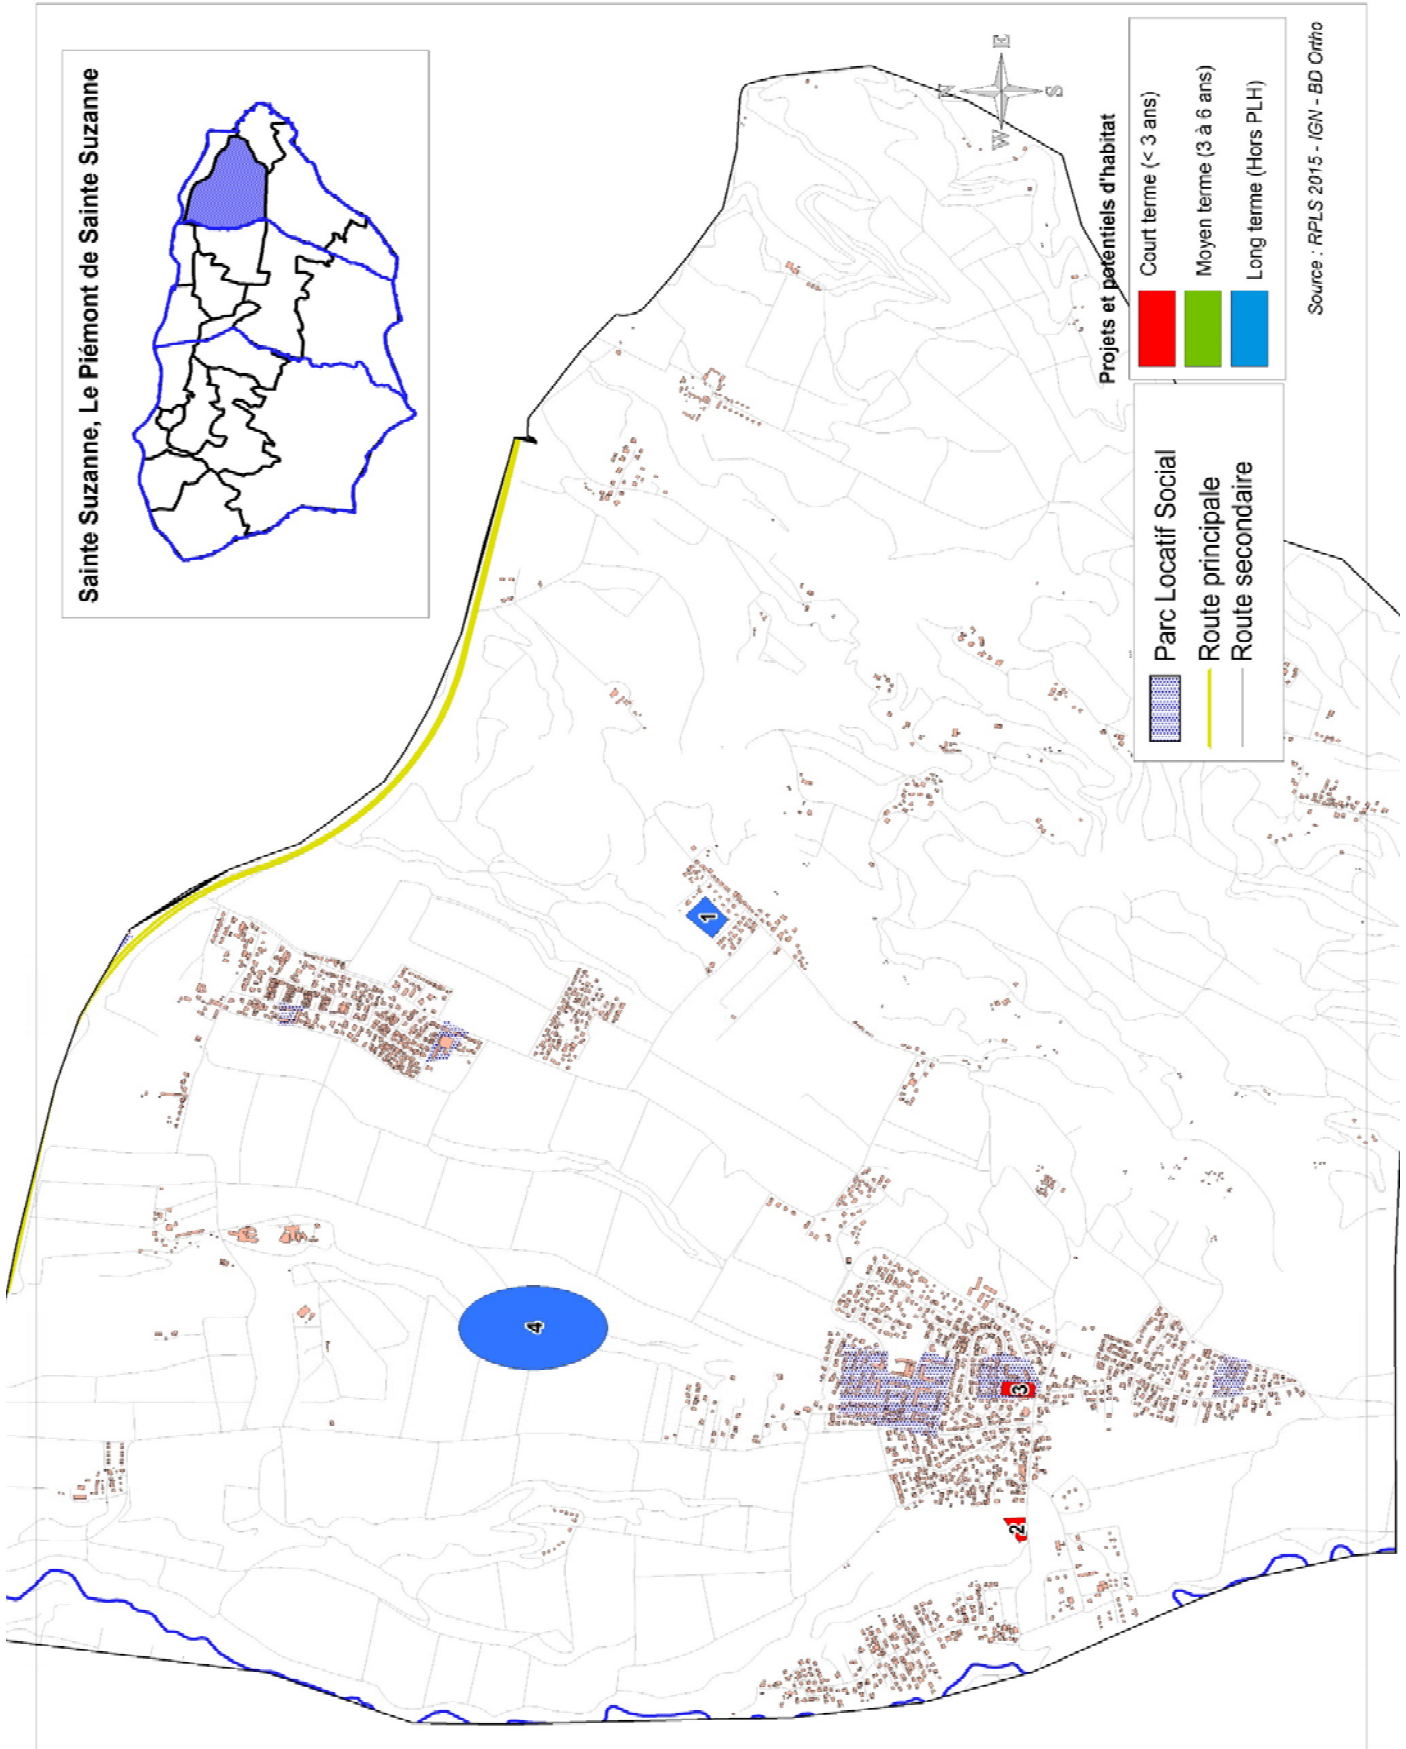 Sainte Suzanne, Le Piémont de Sainte Suzanne
N
E
S
W
Projets et potentiels d'habitat
Court terme (< 3 ans)
Moyen terme (3 à 6 ans)
Long terme (Hors PLH)
Parc Locatif Social
Route principale
Route secondaire
Source : RPLS 2015 - IGN - BD Ortho
1
4
3
2